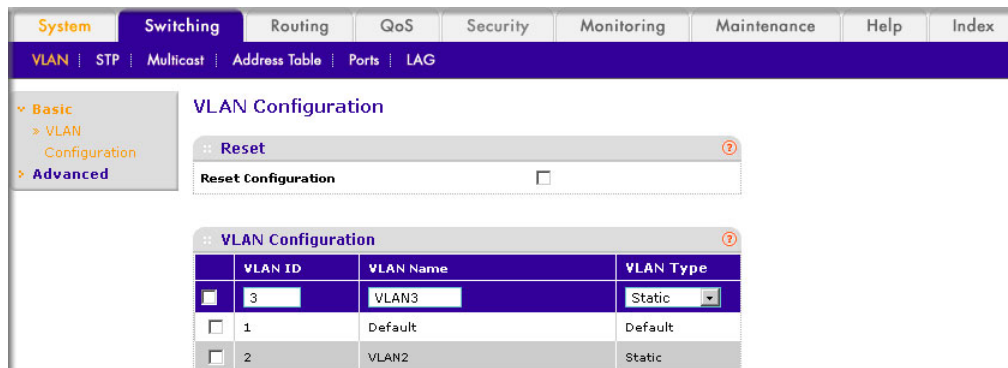 System Switching Routing QoS Security Monitoring Maintenance Help Index
VLAN STP Multicast Address Table Ports LAG
Basic
» VLAN
Configuration
Advanced
VLAN Configuration
Reset
Reset Configuration
VLAN Configuration
VLAN ID VLAN Name VLAN Type
3 VLAN3 Static
1 Default Default
2 VLAN2 Static